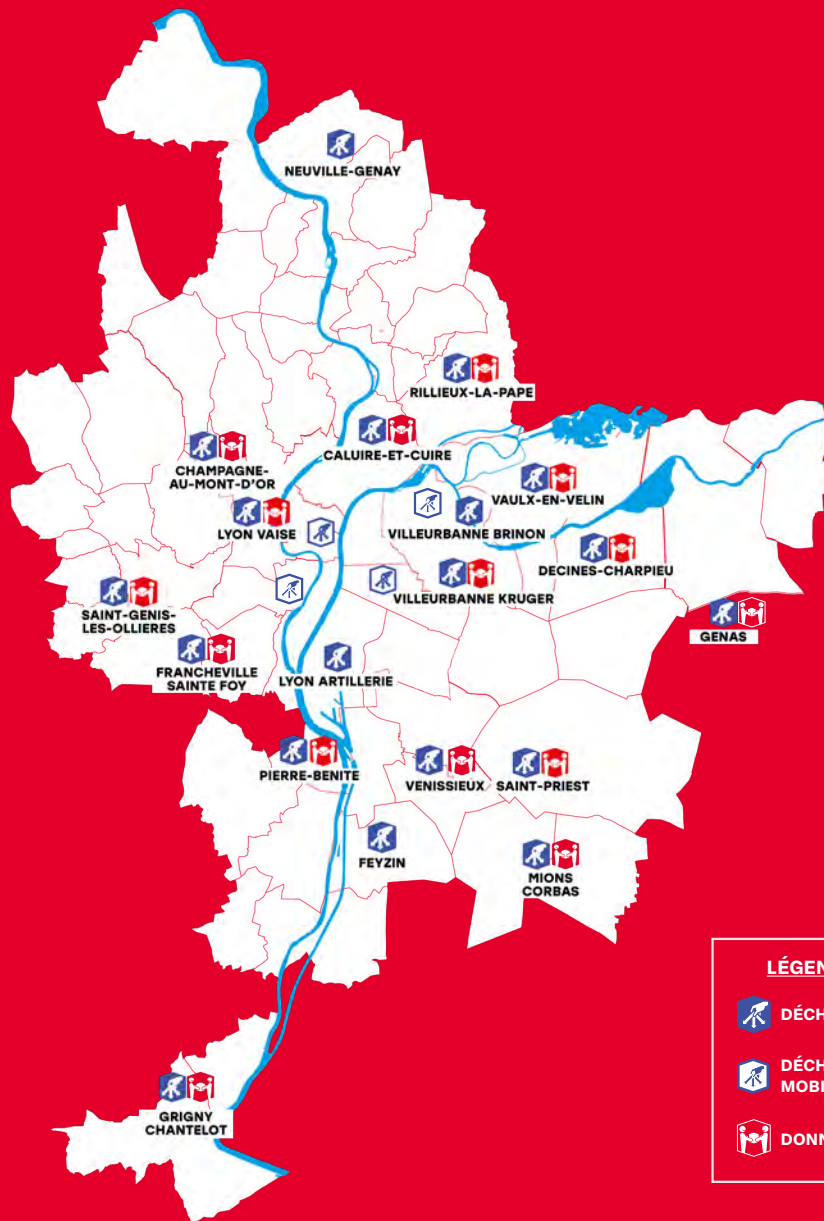 NEUVILLE-GENAY
RILLIEUX-LA-PAPE
CALUIRE-ET-CUIRE
CHAMPAGNE-
AU-MONT-D'OR
VAULX-EN-VELIN
LYON VAISE
VILLEURBANNE BRINON
DECINES-CHARPIEU
VILLEURBANNE KRUGER
SAINT-GENIS-
LES-OLLIERES
GENAS
FRANCHEVILLE
SAINTE FOY
LYON ARTILLERIE
PIERRE-BENITE
VENISSIEUX
SAINT-PRIEST
FEYZIN
MIONS
CORBAS
GRIGNY
CHANTELOT
LÉGEN
DÉCH
DÉCH
MOBI
DONN